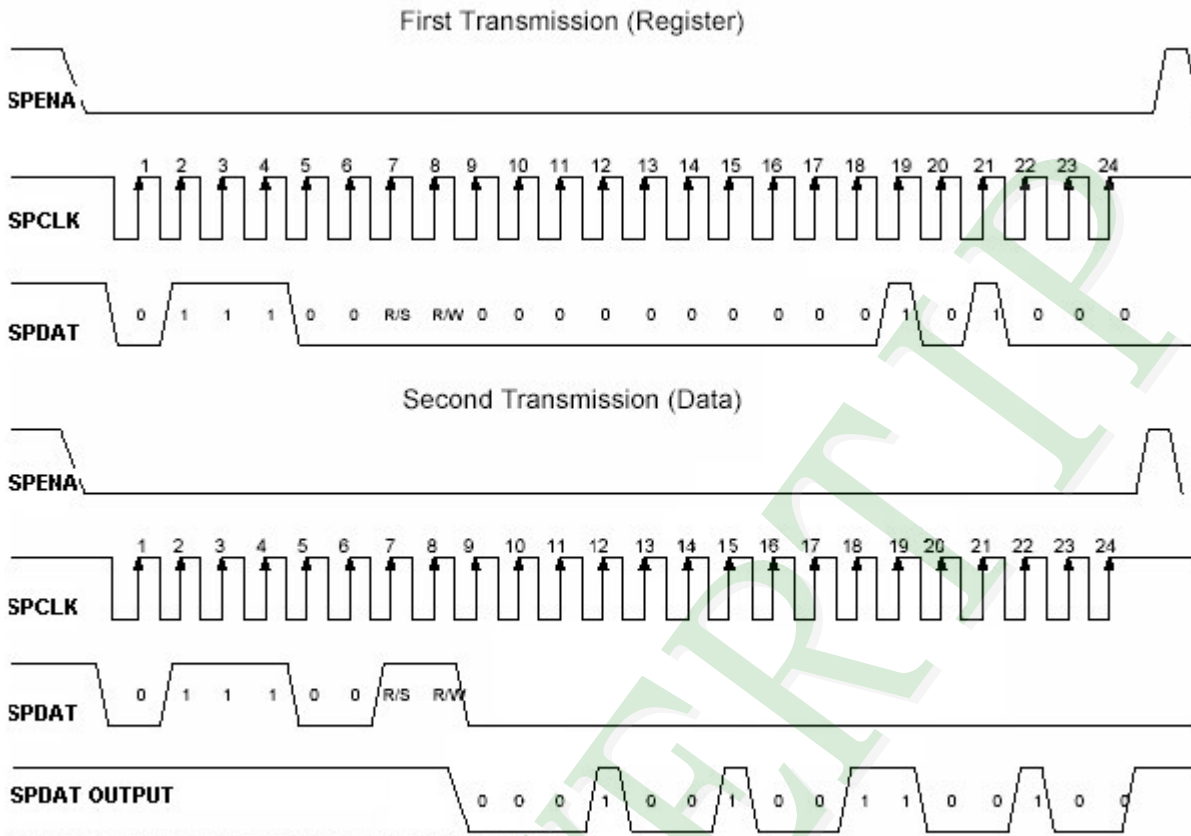 First Transmission (Register)
SPENA
1 2 3 4 5 6 7 8 9 10 11 12 13 14 15 16 17 18 19 20 21 22 23 24
SPCLK
0 1 1 1 0 0 R/S R/W 0 0 0 0 0 0 0 0 0 0 1 0 1 0 0 0
SPDAT
Second Transmission (Data)
SPENA
1 2 3 4 5 6 7 8 9 10 11 12 13 14 15 16 17 18 19 20 21 22 23 24
SPCLK
0 1 1 1 0 0 R/S R/W
SPDAT
SPDAT OUTPUT
0 0 0 1 0 0 1 0 0 1 1 0 0 1 0 0
VERTIP